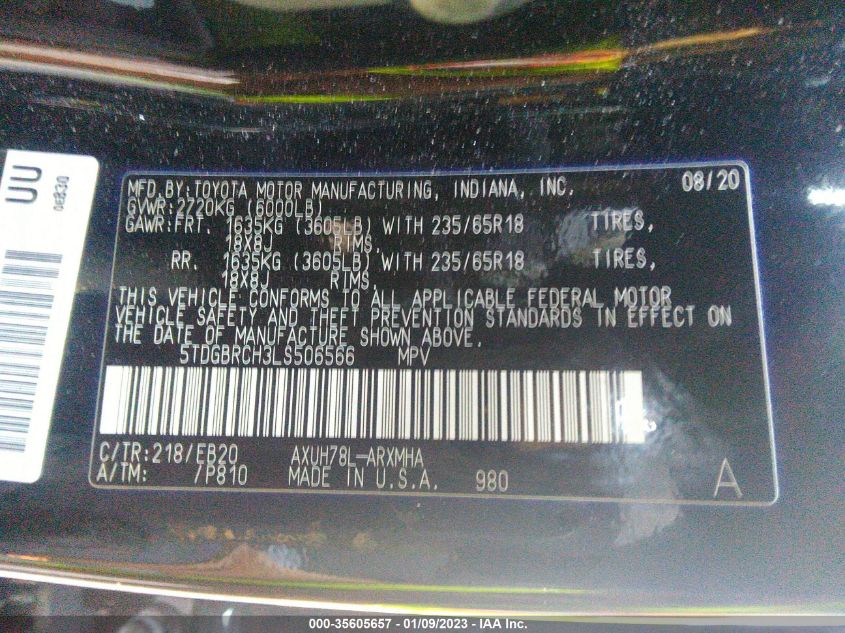 UU
MFD.BY:TOYOTA MOTOR MANUFACTURING, INDIANA, INC. 08/20
GVWR:2720KG (6000LB)
GAWR:FRT. 1635KG (3605LB) WITH 235/65R18 TIRES,
18X8J RIMS,
RR. 1635KG (3605LB) WITH 235/65R18 TIRES,
18X8J RIMS.
THIS VEHICLE CONFORMS TO ALL APPLICABLE FEDERAL MOTOR
VEHICLE SAFETY AND THEFT PREVENTION STANDARDS IN EFFECT ON
THE DATE OF MANUFACTURE SHOWN ABOVE.
5TDGBRCH3LS506566 MPV
C/TR:218/EB20 AXUH78L-ARXMHA
A/TM: /P810 MADE IN U.S.A. 980 A
000-35605657 - 01/09/2023 - IAA Inc.